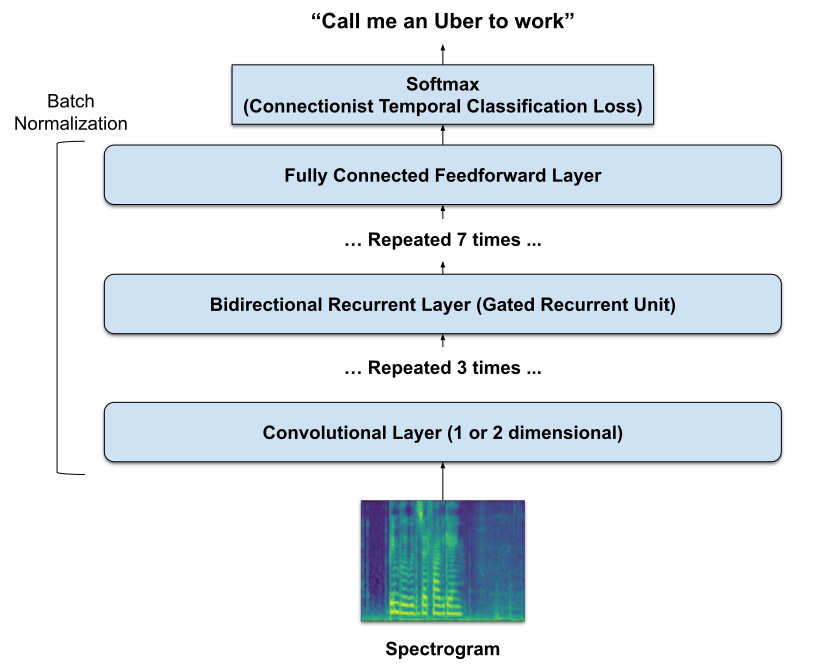 “Call me an Uber to work”
Softmax
(Connectionist Temporal Classification Loss)
Batch
Normalization
Fully Connected Feedforward Layer
… Repeated 7 times ...
Bidirectional Recurrent Layer (Gated Recurrent Unit)
… Repeated 3 times ...
Convolutional Layer (1 or 2 dimensional)
Spectrogram